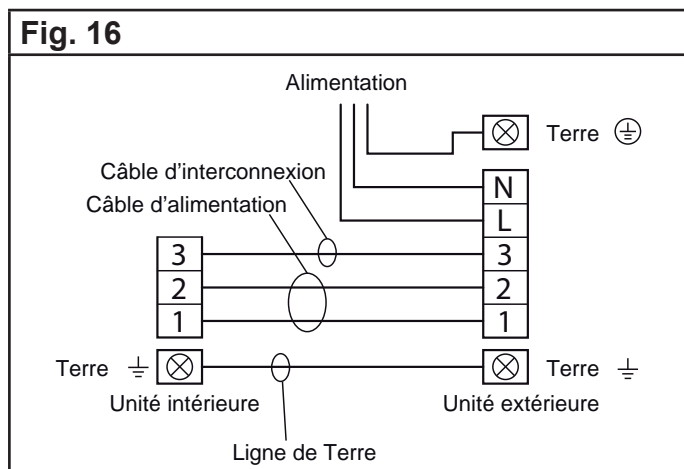 Fig. 16
Alimentation
Terre
Câble d'interconnexion
Câble d'alimentation
N
L
3 3
2 2
1 1
Terre Terre
Unité intérieure Unité extérieure
Ligne de Terre